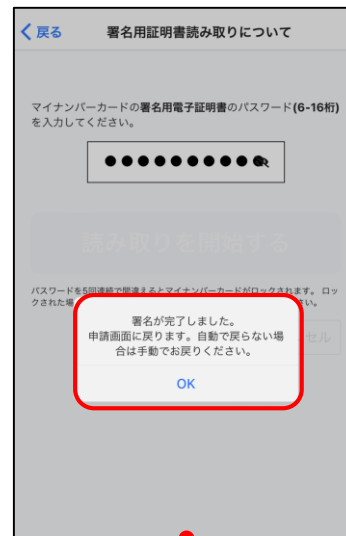 戻る 署名用証明書読み取りについて
マイナンバーカードの署名用電子証明書のパスワード(6-16桁)
を入力してください。
読み取りを開始する
パスワードを5回連続で間違えるとマイナンバーカードがロックされます。 ロッ
クされた場
さい。
セル
署名が完了しました。
申請画面に戻ります。自動で戻らない場
合は手動でお戻りください。
OK